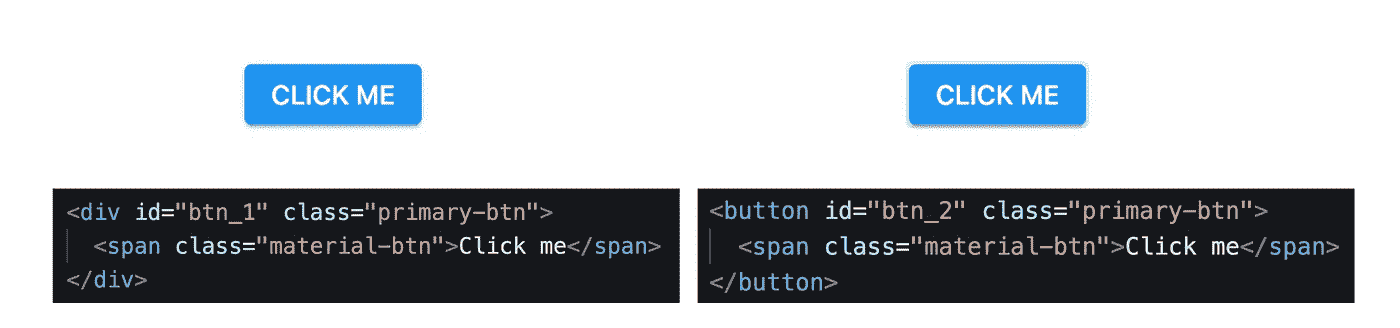 CLICK ME
CLICK ME
<div id="btn_1" class="primary-btn">
<span class="material-btn">Click me</span>
</div>
<button id="btn_2" class="primary-btn">
<span class="material-btn">Click me</span>
</button>